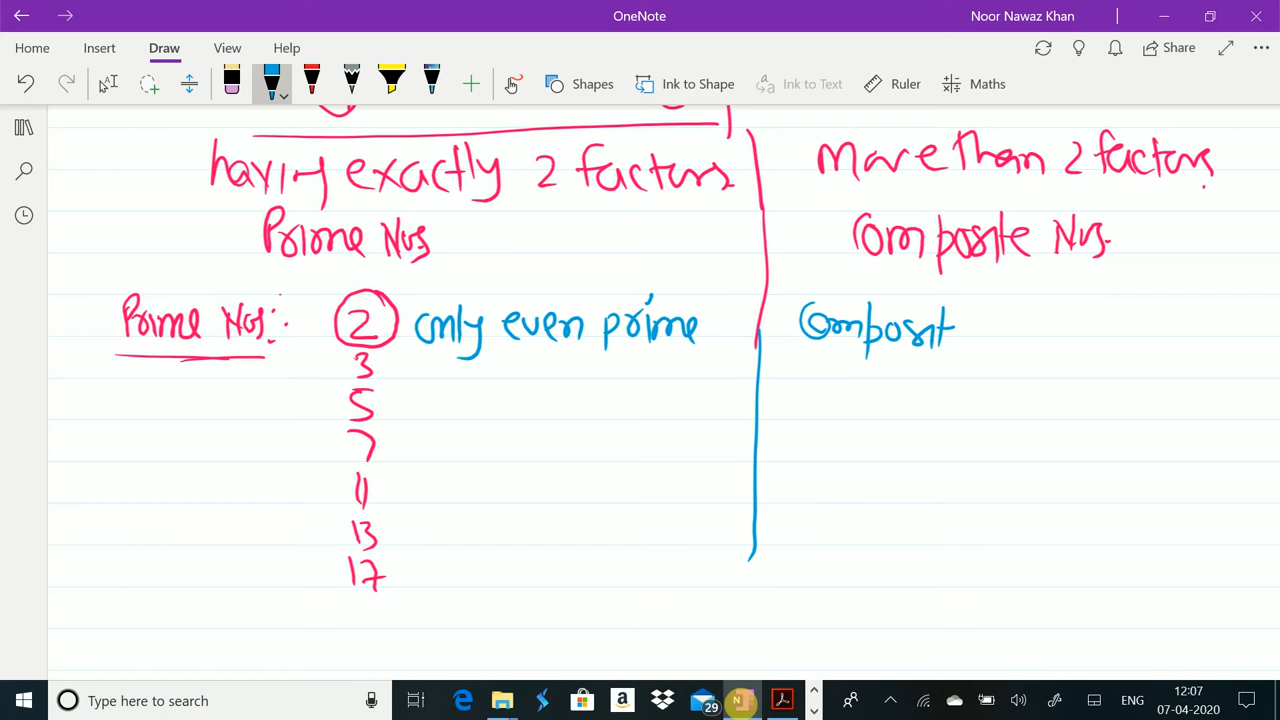 OneNote
Noor Nawaz Khan
Home Insert Draw View Help
Share
Shapes Ink to Shape Ink to Text Ruler Maths
having exactly 2 factors
Prime Nos
More than 2 factors.
Composite Nos.
Prime Nos:. 2 only even prime
3
5
7
11
13
17
Composit
Type here to search
29
ENG
12:07
07-04-2020